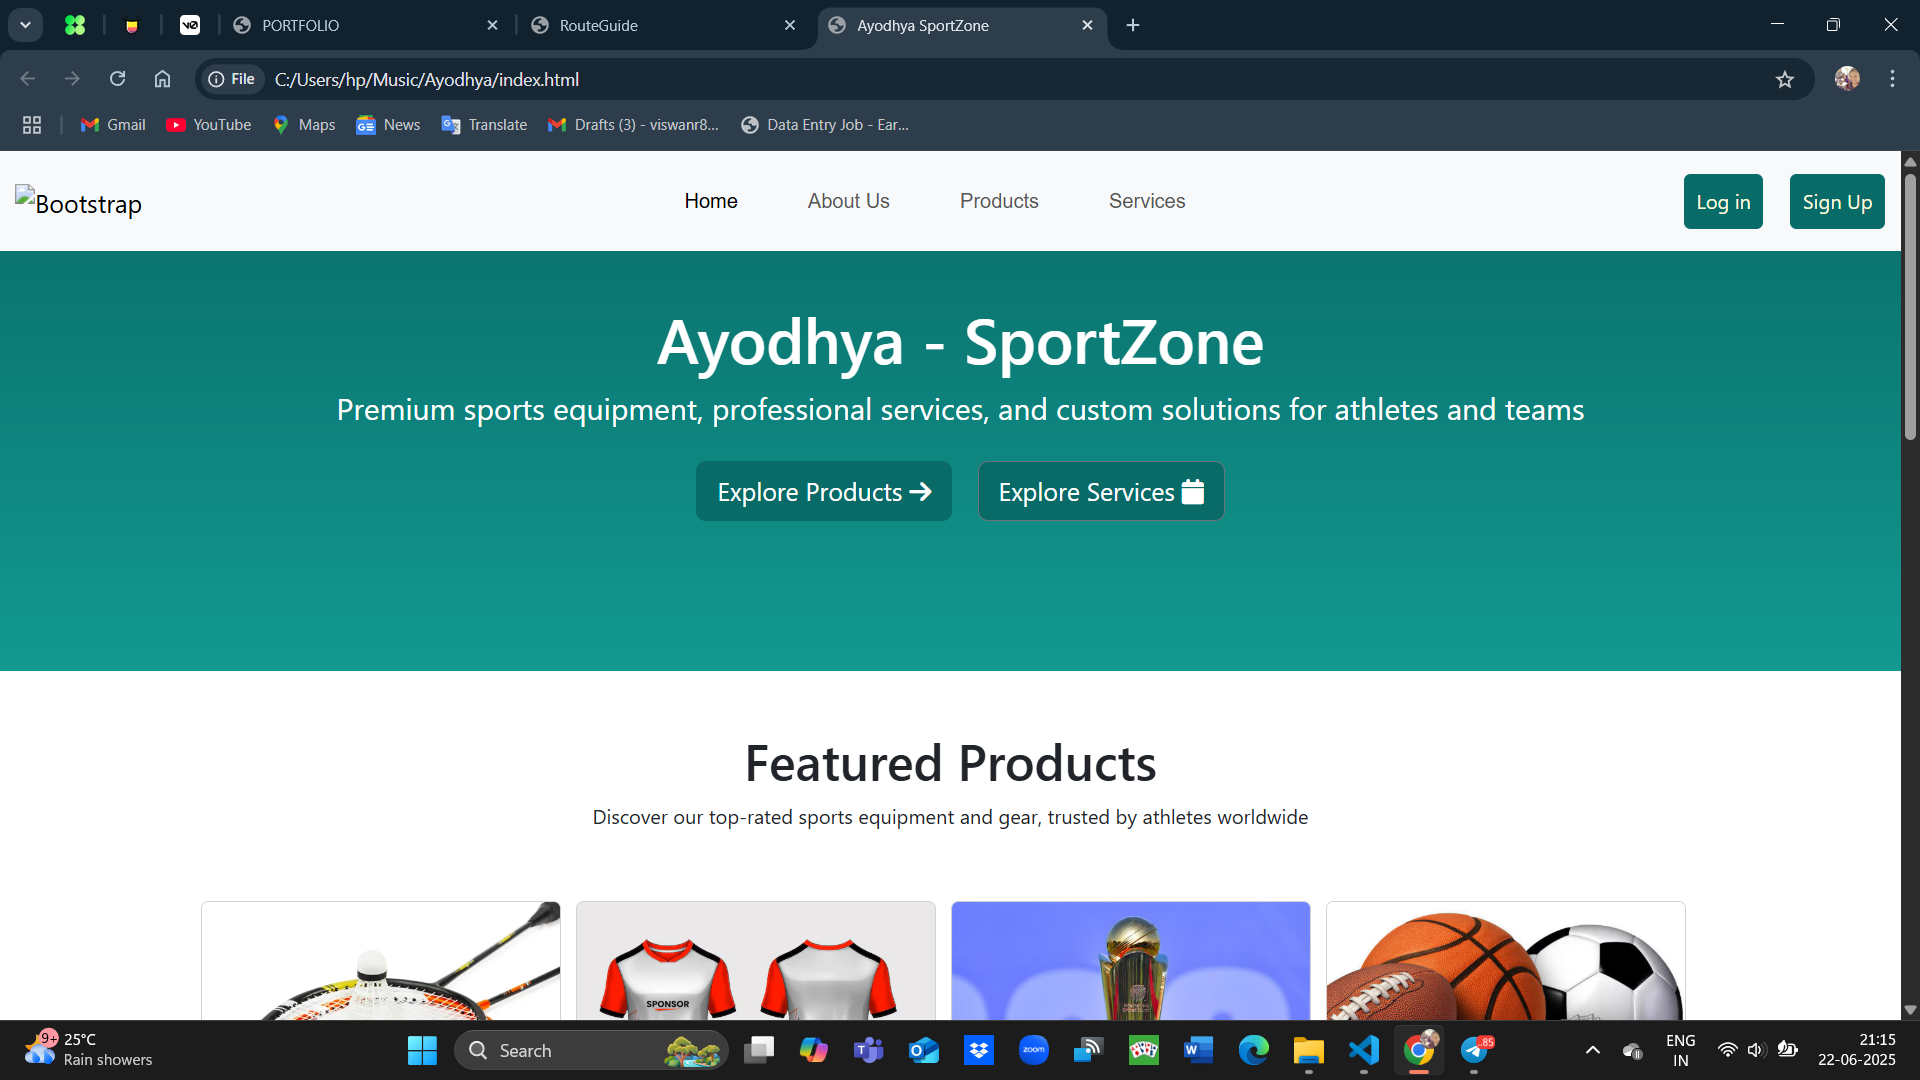 PORTFOLIO
RouteGuide
Ayodhya SportZone
File
C:/Users/hp/Music/Ayodhya/index.html
Gmail
YouTube
Maps
News
Translate
Drafts (3) - viswanr8...
Data Entry Job - Ear...
Bootstrap
Home
About Us
Products
Services
Log in
Sign Up
Ayodhya - SportZone
Premium sports equipment, professional services, and custom solutions for athletes and teams
Explore Products
Explore Services
Featured Products
Discover our top-rated sports equipment and gear, trusted by athletes worldwide
SPONSOR
9+
25°C
Rain showers
Search
zoom
85
ENG
IN
21:15
22-06-2025